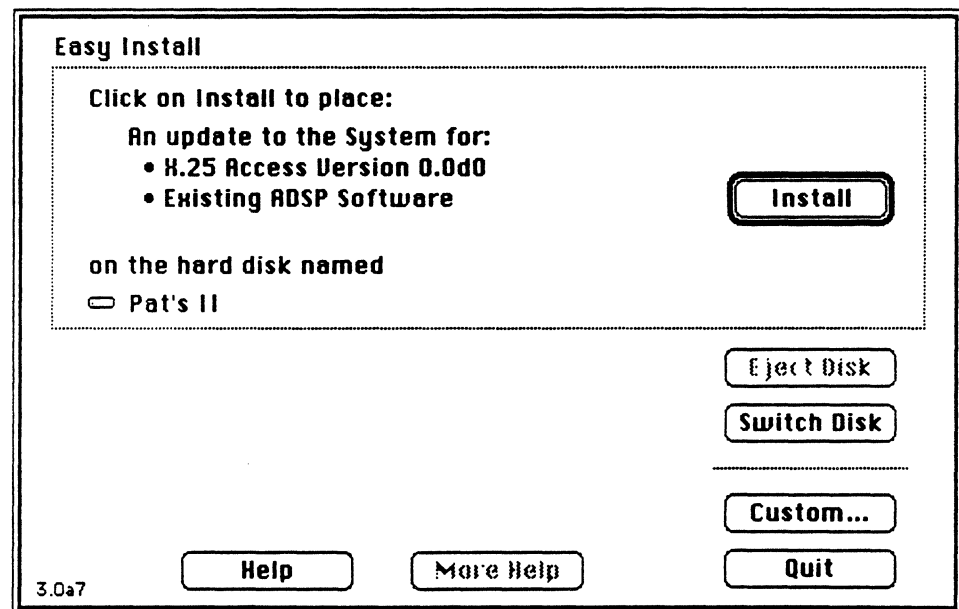 Easy Install
Click on Install to place:
An update to the System for:
• X.25 Access Version 0.0d0
• Existing ADSP Software
Install
on the hard disk named
Pat's II
Eject Disk
Switch Disk
Custom...
Help
More Help
Quit
3.0a7